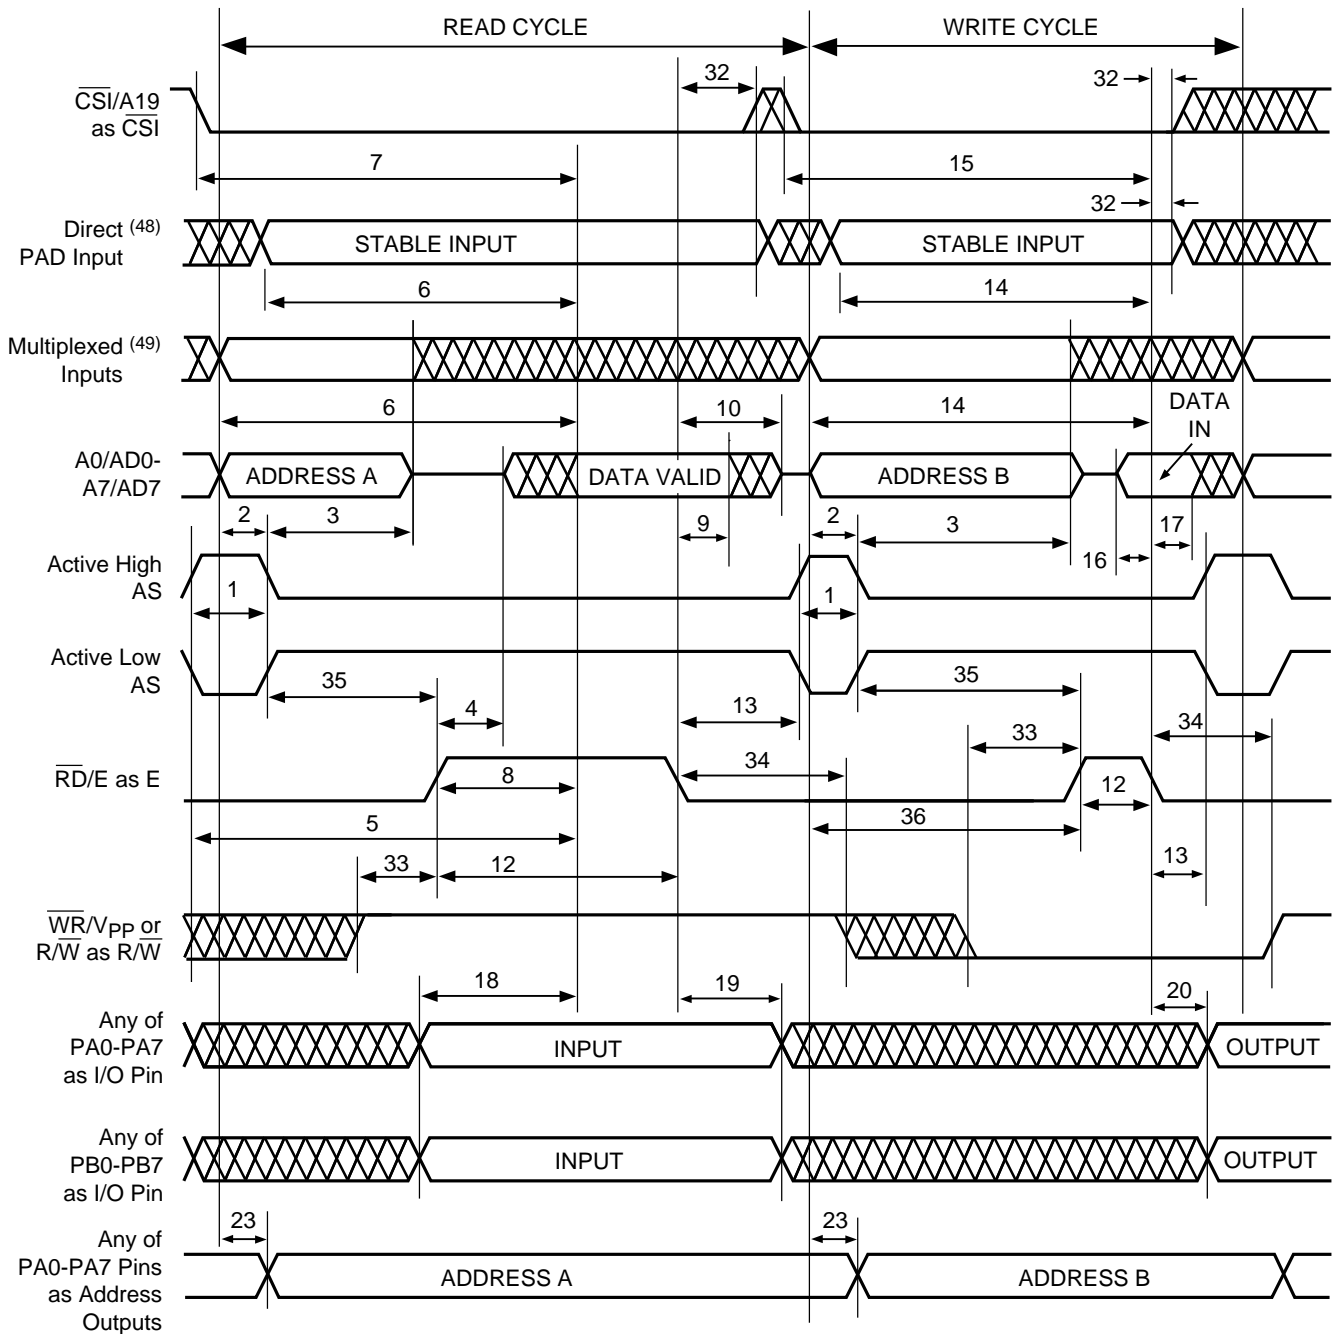 READ CYCLE
WRITE CYCLE
32
32
CSI/A19
as CSI
7
15
32
Direct (48)
PAD Input
STABLE INPUT
STABLE INPUT
6
14
Multiplexed (49)
Inputs
6
10
14
DATA
IN
A0/AD0-
A7/AD7
ADDRESS A
DATA VALID
ADDRESS B
2
3
9
2
3
17
16
Active High
AS
1
1
Active Low
AS
35
35
4
13
34
33
RD/E as E
8
34
12
5
36
33
12
13
WR/VPP or
R/W as R/W
18
19
20
Any of
PA0-PA7
as I/O Pin
INPUT
OUTPUT
Any of
PB0-PB7
as I/O Pin
INPUT
OUTPUT
23
23
Any of
PA0-PA7 Pins
as Address
Outputs
ADDRESS A
ADDRESS B